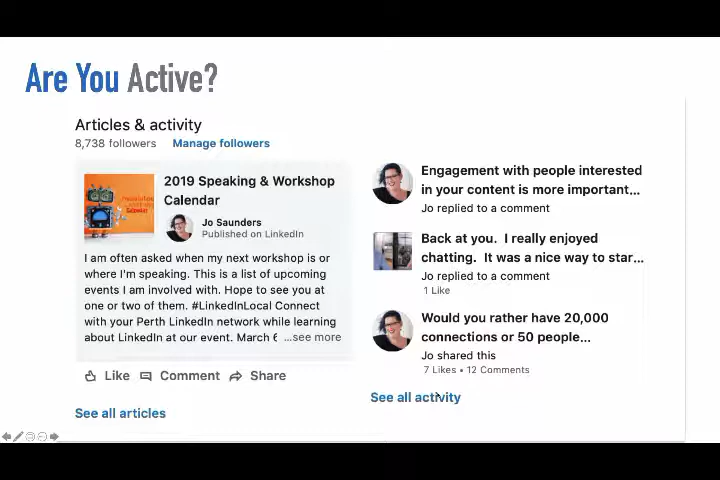 Are You Active?
Articles & activity
8,738 followers Manage followers
2019 Speaking & Workshop
Calendar
Jo Saunders
Published on LinkedIn
I am often asked when my next workshop is or
where I'm speaking. This is a list of upcoming
events I am involved with. Hope to see you at
one or two of them. #LinkedInLocal Connect
with your Perth LinkedIn network while learning
about LinkedIn at our event. March 6 ...see more
Like Comment Share
See all articles
Engagement with people interested
in your content is more important...
Jo replied to a comment
Back at you. I really enjoyed
chatting. It was a nice way to star...
Jo replied to a comment
1 Like
Would you rather have 20,000
connections or 50 people...
Jo shared this
7 Likes • 12 Comments
See all activity